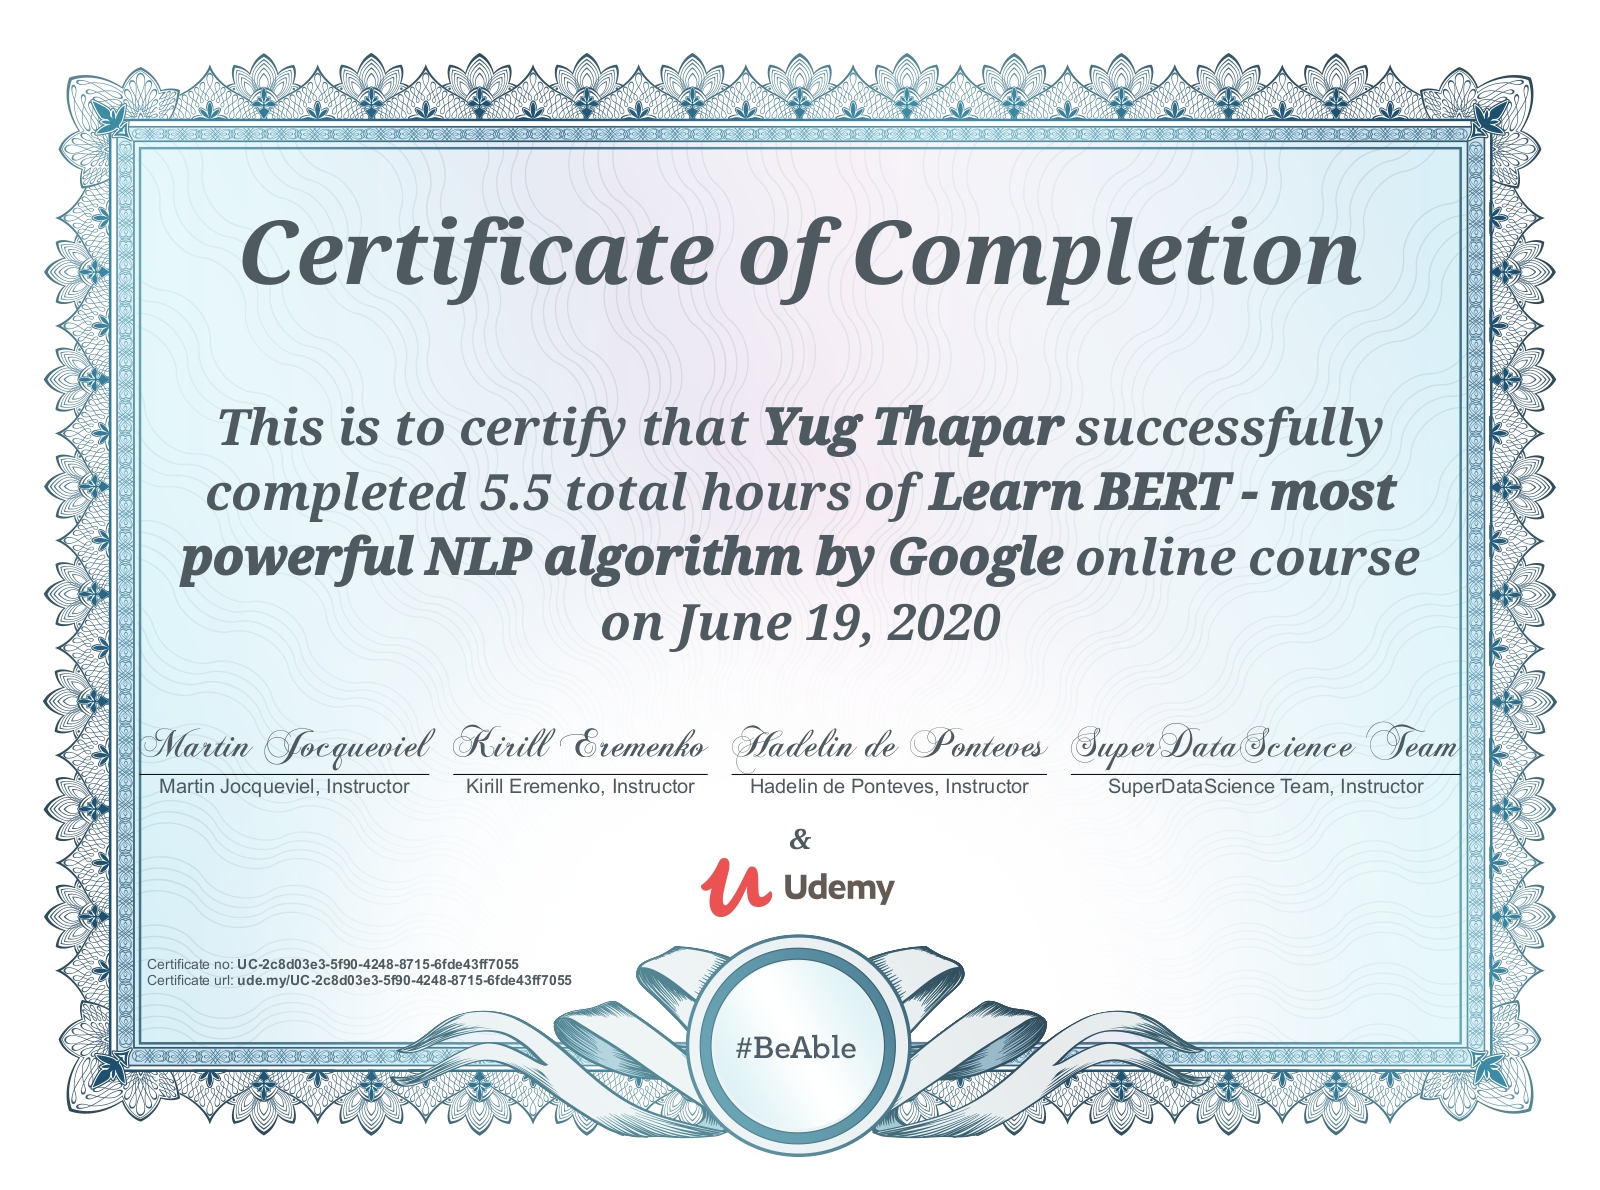 Certificate of Completion
This is to certify that Yug Thapar successfully
completed 5.5 total hours of Learn BERT - most
powerful NLP algorithm by Google online course
on June 19, 2020
Martin Jocqueviel Kirill Eremenko Hadelin de Ponteves SuperDataScience Team
Martin Jocqueviel, Instructor Kirill Eremenko, Instructor Hadelin de Ponteves, Instructor SuperDataScience Team, Instructor
&
Udemy
Certificate no: UC-2c8d03e3-5f90-4248-8715-6fde43ff7055
Certificate url: ude.my/UC-2c8d03e3-5f90-4248-8715-6fde43ff7055
#BeAble